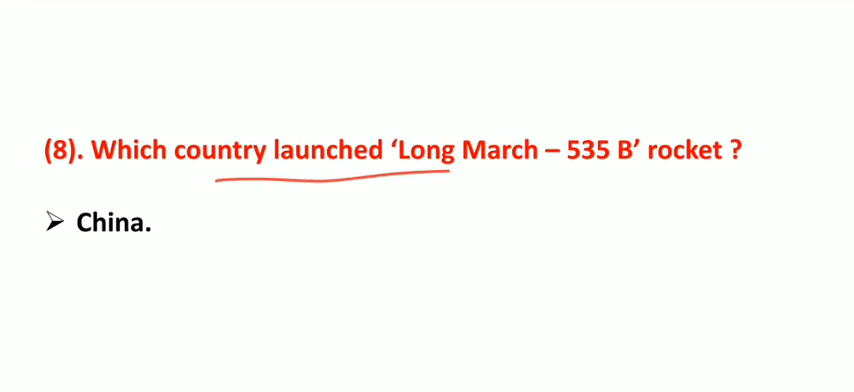 (8). Which country launched ‘Long March – 535 B’ rocket ?
➢ China.